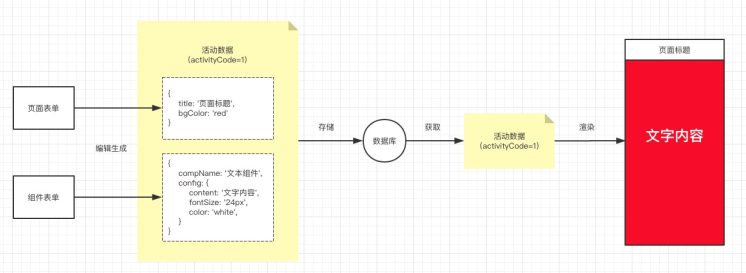 页面表单
组件表单
编辑生成
活动数据
（activityCode=1）
{
title: '页面标题',
bgColor: 'red'
}
{
compName: '文本组件',
config: {
content: '文字内容',
fontSize: '24px',
color: 'white',
}
}
存储
数据库
获取
活动数据
（activityCode=1）
渲染
页面标题
文字内容